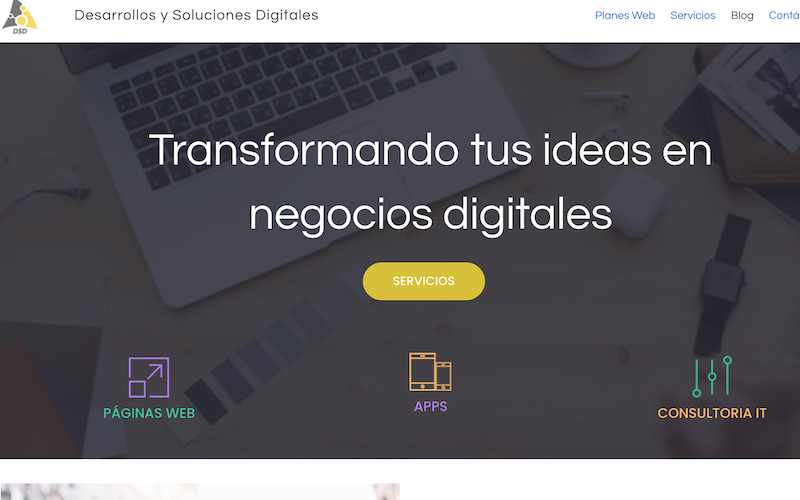 DSD
Desarrollos y Soluciones Digitales
Planes Web
Servicios
Blog
Contá
Transformando tus ideas en
negocios digitales
SERVICIOS
PÁGINAS WEB
APPS
CONSULTORIA IT